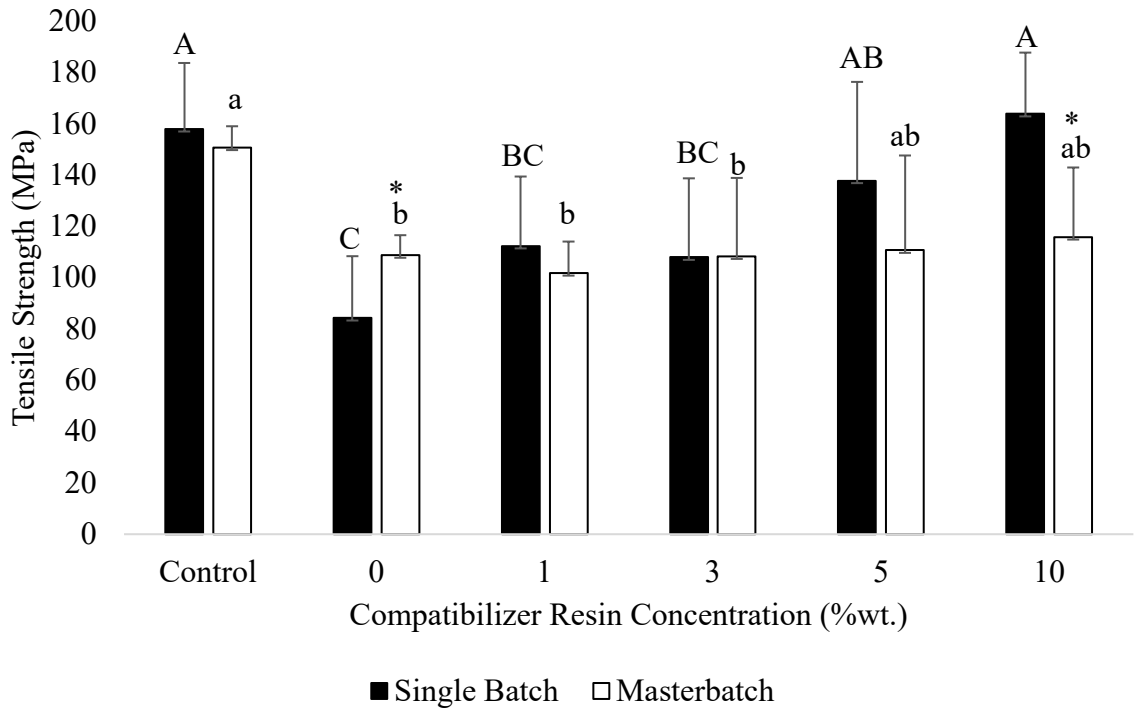 Tensile Strength (MPa)
200
180
160
140
120
100
80
60
40
20
0
A
a
C
*
b
BC
b
BC
b
AB
ab
A
*
ab
Control 0 1 3 5 10
Compatibilizer Resin Concentration (%wt.)
Single Batch Masterbatch